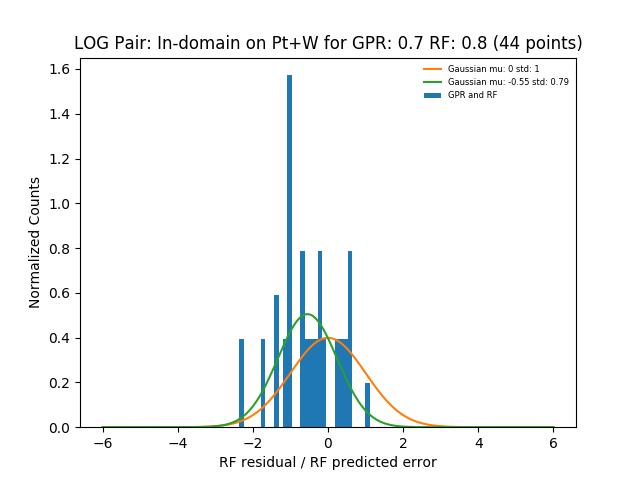 LOG Pair: In-domain on Pt+W for GPR: 0.7 RF: 0.8 (44 points)
Gaussian mu: 0 std: 1
Gaussian mu: -0.55 std: 0.79
GPR and RF
Normalized Counts
1.6
1.4
1.2
1.0
0.8
0.6
0.4
0.2
0.0
−6 −4 −2 0 2 4 6
RF residual / RF predicted error